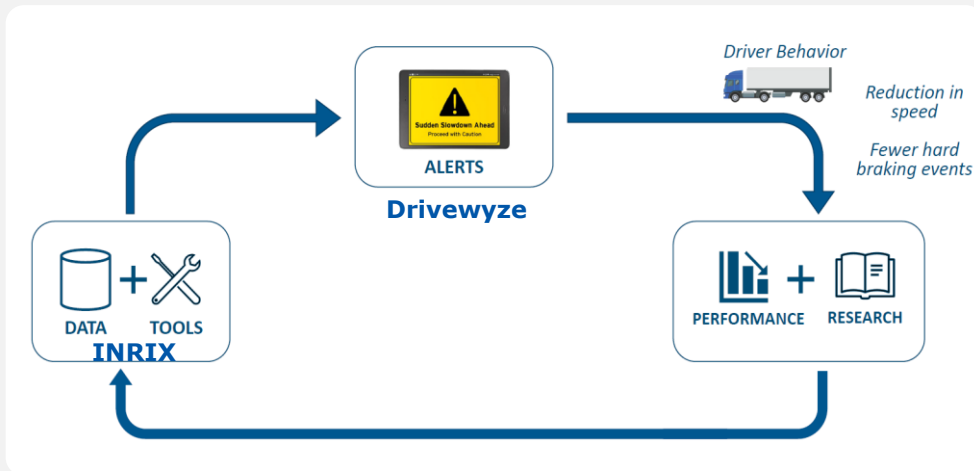 Driver Behavior
Reduction in
speed
Fewer hard
braking events
Sudden Slowdown Ahead
Proceed with Caution
ALERTS
Drivewyze
DATA
TOOLS
INRIX
PERFORMANCE
RESEARCH